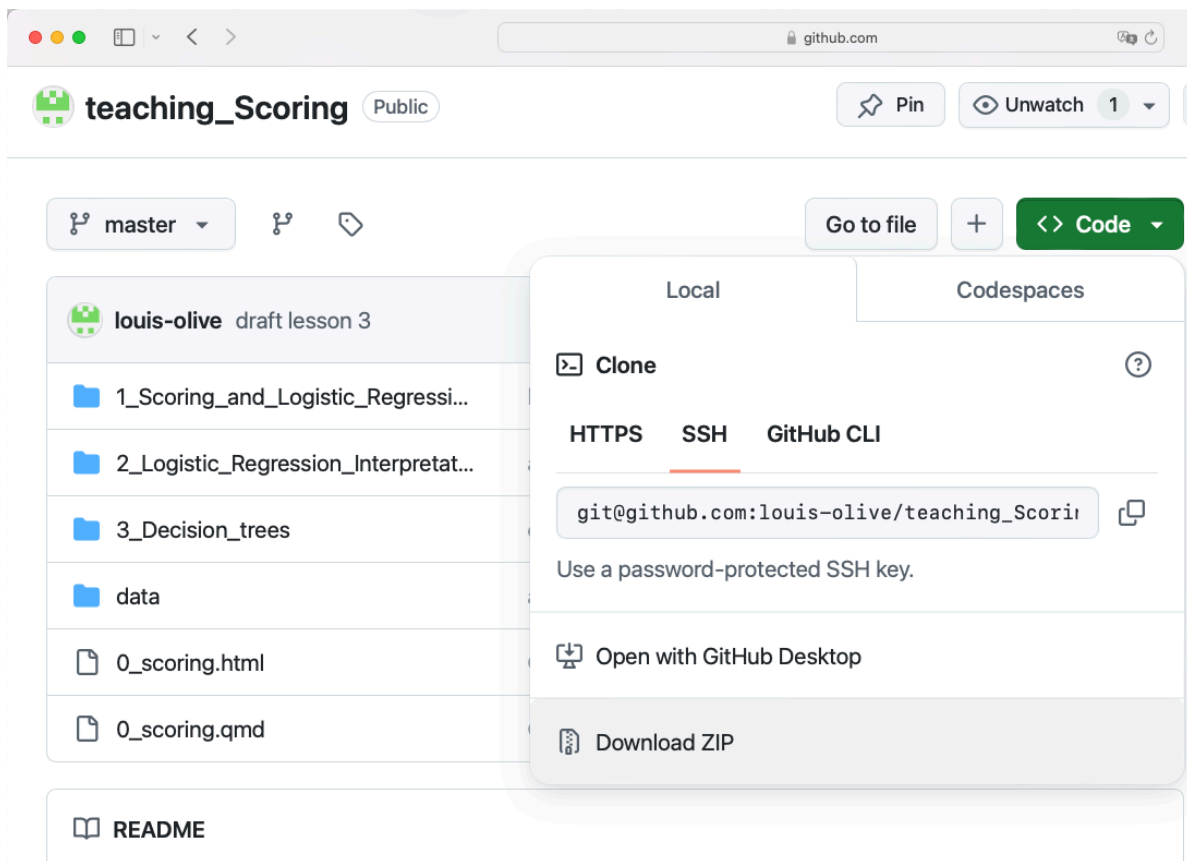 github.com
teaching_Scoring Public
Pin
Unwatch 1
master
Go to file
Code
Local
Codespaces
louis-olive draft lesson 3
Clone
1_Scoring_and_Logistic_Regressi...
HTTPS SSH GitHub CLI
2_Logistic_Regression_Interpretat...
git@github.com:louis-olive/teaching_Scorin
3_Decision_trees
Use a password-protected SSH key.
data
Open with GitHub Desktop
0_scoring.html
0_scoring.qmd
Download ZIP
README